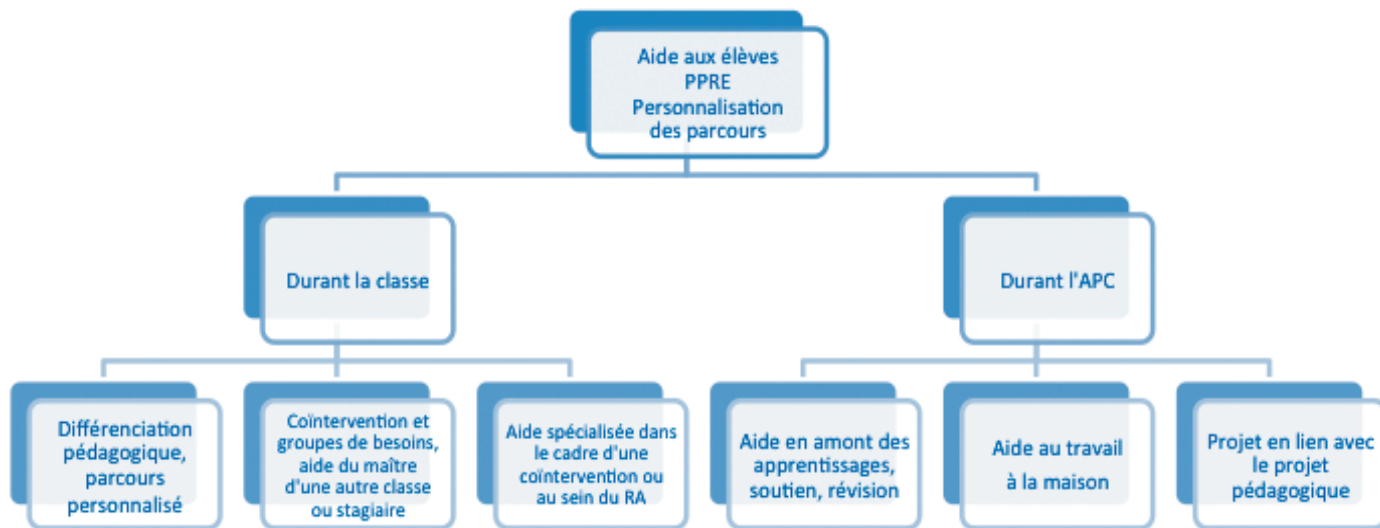 Aide aux élèves
PPRE
Personnalisation
des parcours
Durant la classe
Durant l'APC
Différenciation
pédagogique,
parcours
personnalisé
Coïntervention et
groupes de besoins,
aide du maître
d'une autre classe
ou stagiaire
Aide spécialisée dans
le cadre d'une
coïntervention ou
au sein du RA
Aide en amont des
apprentissages,
soutien, révision
Aide au travail
à la maison
Projet en lien avec
le projet
pédagogique